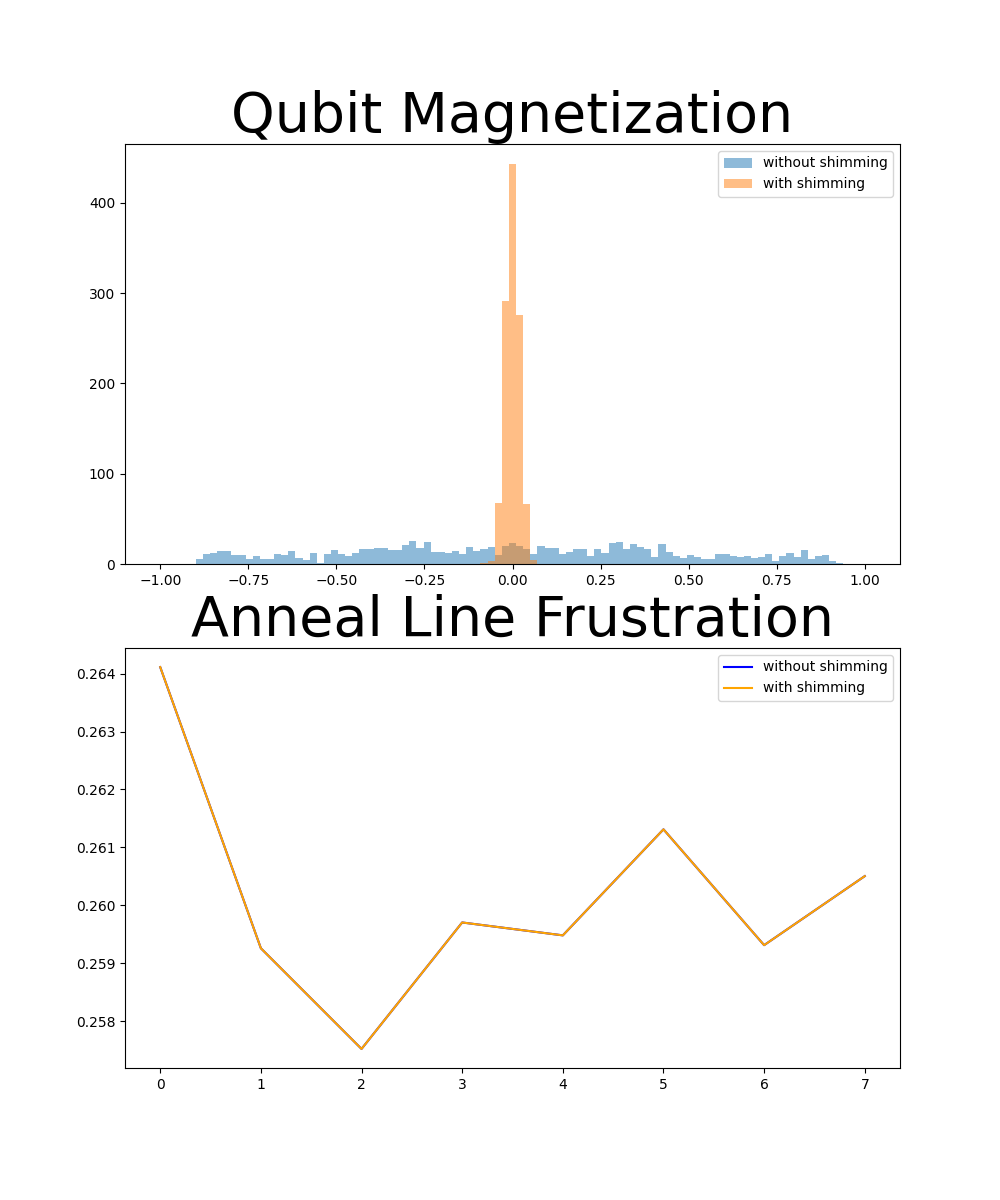 Qubit Magnetization
without shimming
with shimming
400
300
200
100
0
−1.00 −0.75 −0.50 −0.25 0.00 0.25 0.50 0.75 1.00
Anneal Line Frustration
without shimming
with shimming
0.264
0.263
0.262
0.261
0.260
0.259
0.258
0 1 2 3 4 5 6 7